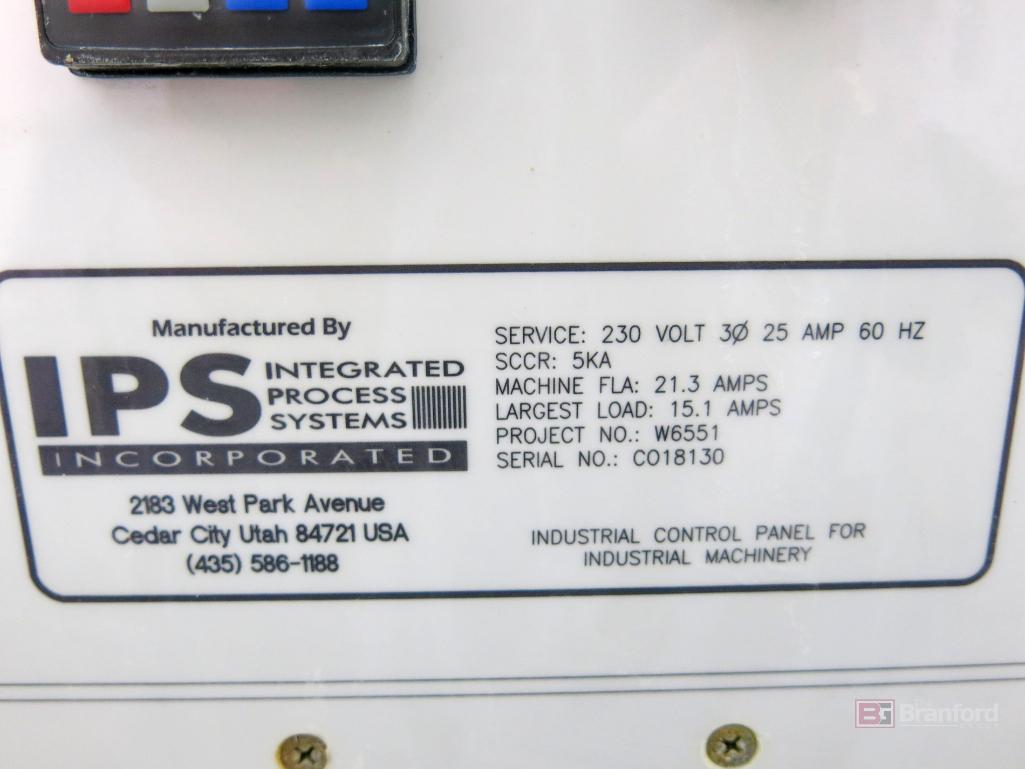 Manufactured By
IPS INTEGRATED
PROCESS
SYSTEMS
INCORPORATED
2183 West Park Avenue
Cedar City Utah 84721 USA
(435) 586-1188
SERVICE: 230 VOLT 3Ø 25 AMP 60 HZ
SCCR: 5KA
MACHINE FLA: 21.3 AMPS
LARGEST LOAD: 15.1 AMPS
PROJECT NO.: W6551
SERIAL NO.: CO18130
INDUSTRIAL CONTROL PANEL FOR
INDUSTRIAL MACHINERY
BG Branford